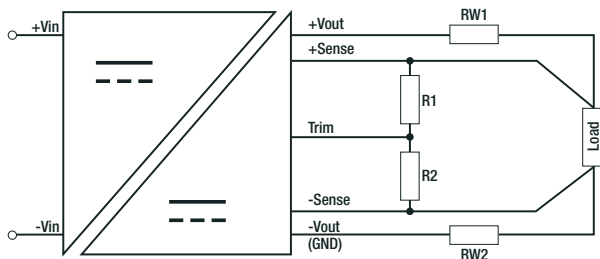 +Vin
+Vout
RW1
+Sense
R1
Trim
Load
R2
-Sense
-Vin
-Vout
(GND)
RW2